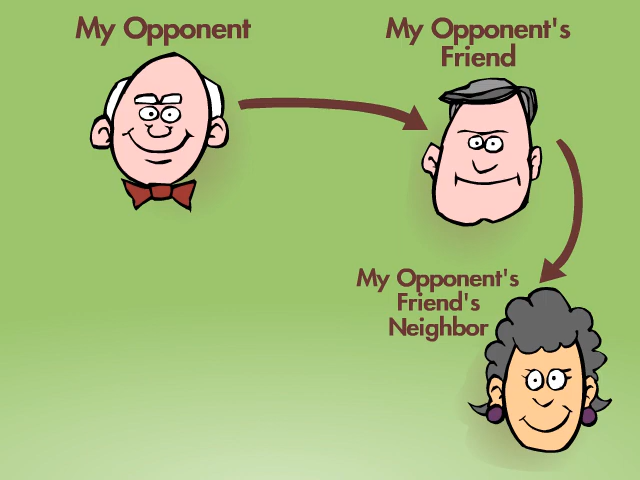 My Opponent
My Opponent's
Friend
My Opponent's
Friend's
Neighbor